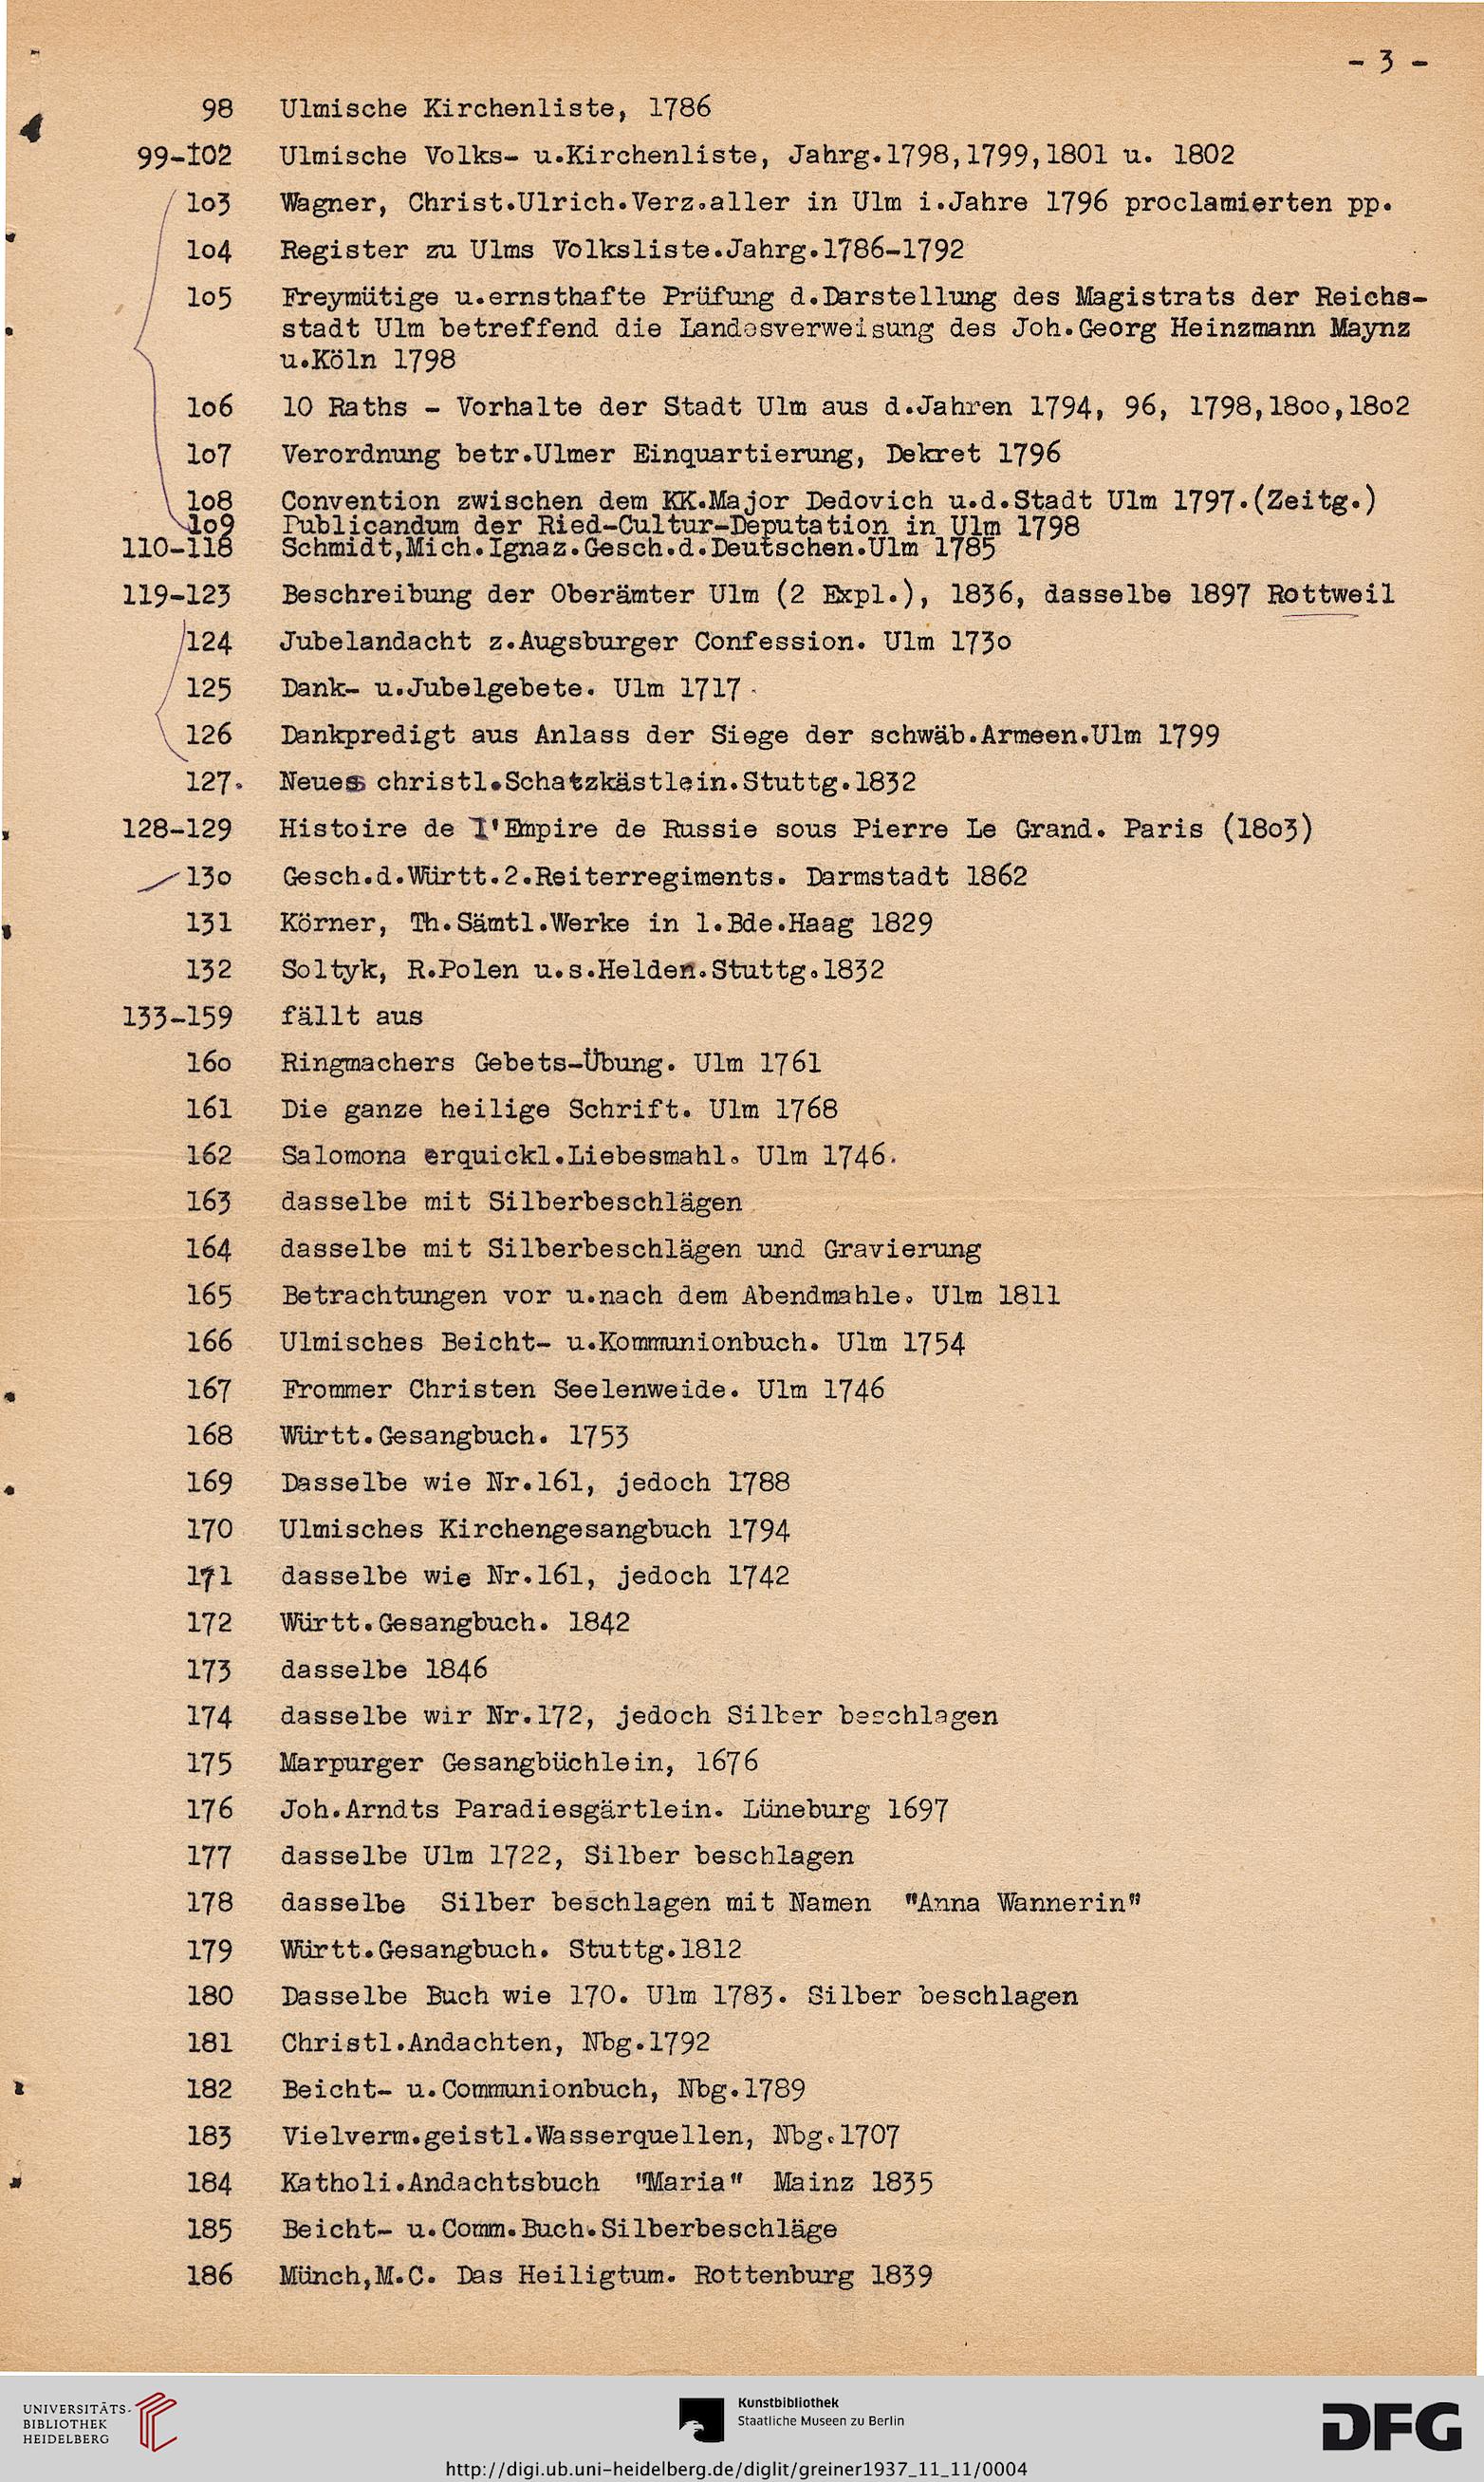 - 3 -
98 Ulmische Kirchenliste, 1786
99-102 Ulmische Volks- u.Kirchenliste, Jahrg.1798,1799,1801 u. 1802
1o3 Wagner, Christ.Ulrich.Verz.aller in Ulm i.Jahre 1796 proclamierten pp.
1o4 Register zu Ulms Volksliste.Jahrg.1786-1792
1o5 Freymütige u.ernsthafte Prüfung d.Darstellung des Magistrats der Reichs-
stadt Ulm betreffend die Landesverweisung des Joh.Georg Heinzmann Maynz
u.Köln 1798
1o6 10 Raths - Vorhalte der Stadt Ulm aus d.Jahren 1794, 96, 1798,18oo,18o2
1o7 Verordnung betr.Ulmer Einquartierung, Dekret 1796
1o8 Convention zwischen dem KK.Major Dedovich u.d.Stadt Ulm 1797.(Zeitg.)
1o9 Publicandum der Ried-Cultur-Deputation in Ulm 1798
110-118 Schmidt,Mich.Ignaz.Gesch.d.Deutschen.Ulm 1785
119-123 Beschreibung der Oberämter Ulm (2 Expl.), 1836, dasselbe 1897 Rottweil
124 Jubelandacht z.Augsburger Confession. Ulm 173o
125 Dank- u.Jubelgebete. Ulm 1717.
126 Dankpredigt aus Anlass der Siege der schwäb.Armeen.Ulm 1799
127. Neues christl.Schatzkästlein.Stuttg.1832
128-129 Histoire de l'Empire de Russie sous Pierre Le Grand. Paris (18o3)
13o Gesch.d.Württ.2.Reiterregiments. Darmstadt 1862
131 Körner, Th.Sämtl.Werke in 1.Bde.Haag 1829
132 Soltyk, R.Polen u.s.Helden.Stuttg.1832
133-159 fällt aus
16o Ringmachers Gebets-Übung. Ulm 1761
161 Die ganze heilige Schrift. Ulm 1768
162 Salomona erquickl.Liebesmahl. Ulm 1746.
163 dasselbe mit Silberbeschlägen
164 dasselbe mit Silberbeschlägen und Gravierung
165 Betrachtungen vor u.nach dem Abendmahle. Ulm 1811
166 Ulmisches Beicht- u.Kommunionbuch. Ulm 1754
167 Frommer Christen Seelenweide. Ulm 1746
168 Württ.Gesangbuch. 1753
169 Dasselbe wie Nr.161, jedoch 1788
170 Ulmisches Kirchengesangbuch 1794
171 dasselbe wie Nr.161, jedoch 1742
172 Württ.Gesangbuch. 1842
173 dasselbe 1846
174 dasselbe wir Nr.172, jedoch Silber beschlagen
175 Marpurger Gesangbüchlein, 1676
176 Joh.Arndts Paradiesgärtlein. Lüneburg 1697
177 dasselbe Ulm 1722, Silber beschlagen
178 dasselbe Silber beschlagen mit Namen "Anna Wannerin"
179 Württ.Gesangbuch. Stuttg.1812
180 Dasselbe Buch wie 170. Ulm 1783. Silber beschlagen
181 Christl.Andachten, Nbg.1792
182 Beicht- u.Communionbuch, Nbg.1789
183 Vielverm.geistl.Wasserquellen, Nbg.1707
184 Katholi.Andachtsbuch "Maria" Mainz 1835
185 Beicht- u.Comm.Buch.Silberbeschläge
186 Münch,M.C. Das Heiligtum. Rottenburg 1839
UNIVERSITÄTS-
BIBLIOTHEK
HEIDELBERG
Kunstbibliothek
Staatliche Museen zu Berlin
DFG
http://digi.ub.uni-heidelberg.de/diglit/greiner1937_11_11/0004